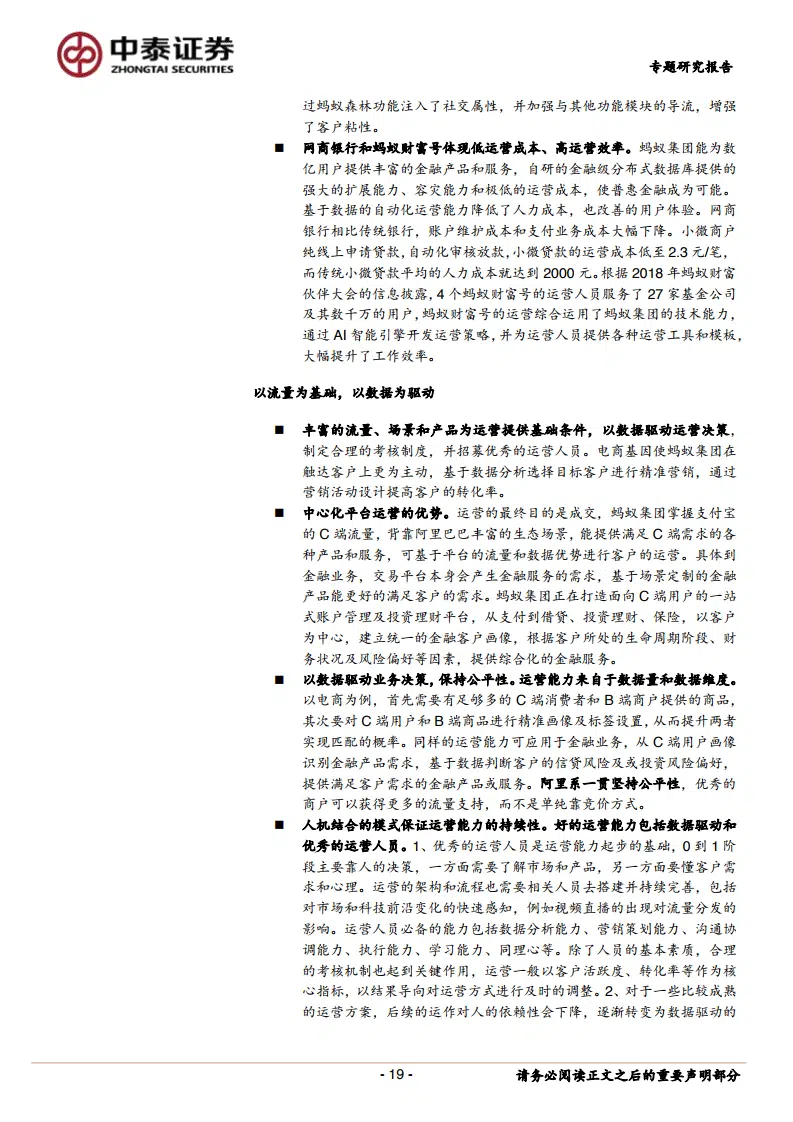 中泰证券
ZHONGTAI SECURITIES
专题研究报告
过蚂蚁森林功能注入了社交属性，并加强与其他功能模块的导流，增强
了客户粘性。
■ 网商银行和蚂蚁财富号体现低运营成本、高运营效率。蚂蚁集团能为数
亿用户提供丰富的金融产品和服务，自研的金融级分布式数据库提供的
强大的扩展能力、容灾能力和极低的运营成本，使普惠金融成为可能。
基于数据的自动化运营能力降低了人力成本，也改善的用户体验。网商
银行相比传统银行，账户维护成本和支付业务成本大幅下降。小微商户
纯线上申请贷款，自动化审核放款，小微贷款的运营成本低至 2.3 元/笔，
而传统小微贷款平均的人力成本就达到 2000 元。根据 2018 年蚂蚁财富
伙伴大会的信息披露，4 个蚂蚁财富号的运营人员服务了 27 家基金公司
及其数千万的用户，蚂蚁财富号的运营综合运用了蚂蚁集团的技术能力，
通过 AI 智能引擎开发运营策略，并为运营人员提供各种运营工具和模板，
大幅提升了工作效率。
以流量为基础，以数据为驱动
■ 丰富的流量、场景和产品为运营提供基础条件，以数据驱动运营决策，
制定合理的考核制度，并招募优秀的运营人员。电商基因使蚂蚁集团在
触达客户上更为主动，基于数据分析选择目标客户进行精准营销，通过
营销活动设计提高客户的转化率。
■ 中心化平台运营的优势。运营的最终目的是成交，蚂蚁集团掌握支付宝
的 C 端流量，背靠阿里巴巴丰富的生态场景，能提供满足 C 端需求的各
种产品和服务，可基于平台的流量和数据优势进行客户的运营。具体到
金融业务，交易平台本身会产生金融服务的需求，基于场景定制的金融
产品能更好的满足客户的需求。蚂蚁集团正在打造面向 C 端用户的一站
式账户管理及投资理财平台，从支付到借贷、投资理财、保险，以客户
为中心，建立统一的金融客户画像，根据客户所处的生命周期阶段、财
务状况及风险偏好等因素，提供综合化的金融服务。
■ 以数据驱动业务决策，保持公平性。运营能力来自于数据量和数据维度。
以电商为例，首先需要有足够多的 C 端消费者和 B 端商户提供的商品，
其次要对 C 端用户和 B 端商品进行精准画像及标签设置，从而提升两者
实现匹配的概率。同样的运营能力可应用于金融业务，从 C 端用户画像
识别金融产品需求，基于数据判断客户的信贷风险及或投资风险偏好，
提供满足客户需求的金融产品或服务。阿里系一贯坚持公平性，优秀的
商户可以获得更多的流量支持，而不是单纯靠竞价方式。
■ 人机结合的模式保证运营能力的持续性。好的运营能力包括数据驱动和
优秀的运营人员。1、优秀的运营人员是运营能力起步的基础，0 到 1 阶
段主要靠人的决策，一方面需要了解市场和产品，另一方面要懂客户需
求和心理。运营的架构和流程也需要相关人员去搭建并持续完善，包括
对市场和科技前沿变化的快速感知，例如视频直播的出现对流量分发的
影响。运营人员必备的能力包括数据分析能力、营销策划能力、沟通协
调能力、执行能力、学习能力、同理心等。除了人员的基本素质，合理
的考核机制也起到关键作用，运营一般以客户活跃度、转化率等作为核
心指标，以结果导向对运营方式进行及时的调整。2、对于一些比较成熟
的运营方案，后续的运作对人的依赖性会下降，逐渐转变为数据驱动的
- 19 -
请务必阅读正文之后的重要声明部分